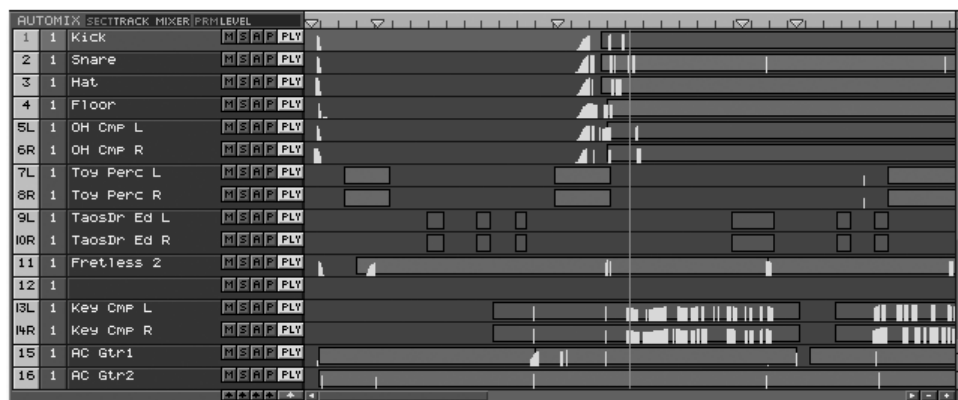 AUTOMIX SECT TRACK MIXER PRM LEVEL
1 1 Kick M S A P PLY
2 1 Snare M S A P PLY
3 1 Hat M S A P PLY
4 1 Floor M S A P PLY
5L 1 OH Cmp L M S A P PLY
6R 1 OH Cmp R M S A P PLY
7L 1 Toy Perc L M S A P PLY
8R 1 Toy Perc R M S A P PLY
9L 1 TaosDr Ed L M S A P PLY
10R 1 TaosDr Ed R M S A P PLY
11 1 Fretless 2 M S A P PLY
12 1
13L 1 Key Cmp L M S A P PLY
14R 1 Key Cmp R M S A P PLY
15 1 AC Gtr1 M S A P PLY
16 1 AC Gtr2 M S A P PLY